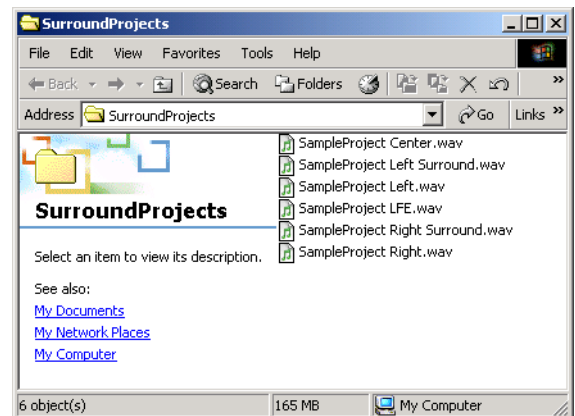 SurroundProjects
File Edit View Favorites Tools Help
Back Search Folders »
Address SurroundProjects Go Links »
SurroundProjects
Select an item to view its description.
See also:
My Documents
My Network Places
My Computer
SampleProject Center.wav
SampleProject Left Surround.wav
SampleProject Left.wav
SampleProject LFE.wav
SampleProject Right Surround.wav
SampleProject Right.wav
6 object(s) 165 MB My Computer